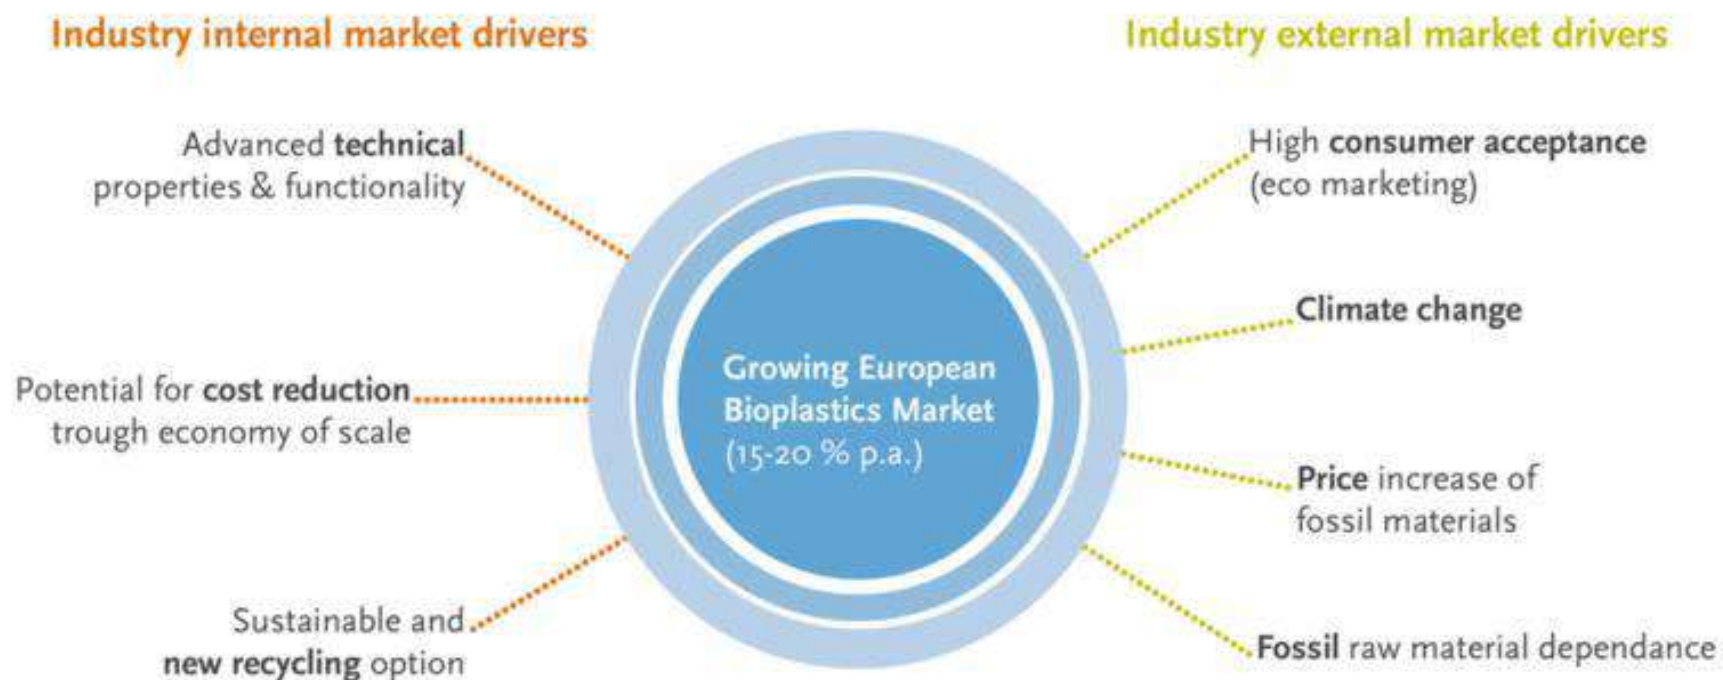 Industry internal market drivers
Advanced technical
properties & functionality
Potential for cost reduction
trough economy of scale
Sustainable and
new recycling option
Growing European
Bioplastics Market
(15-20 % p.a.)
Industry external market drivers
High consumer acceptance
(eco marketing)
Climate change
Price increase of
fossil materials
Fossil raw material dependance